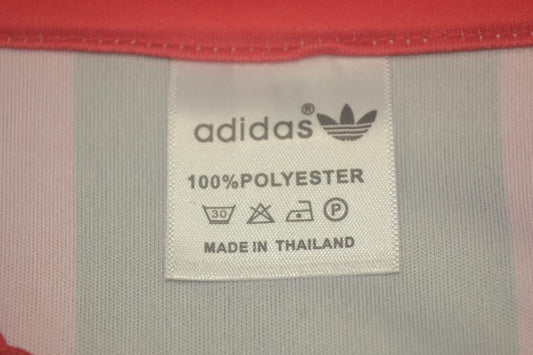 adidas®
100%POLYESTER
30 P
MADE IN THAILAND